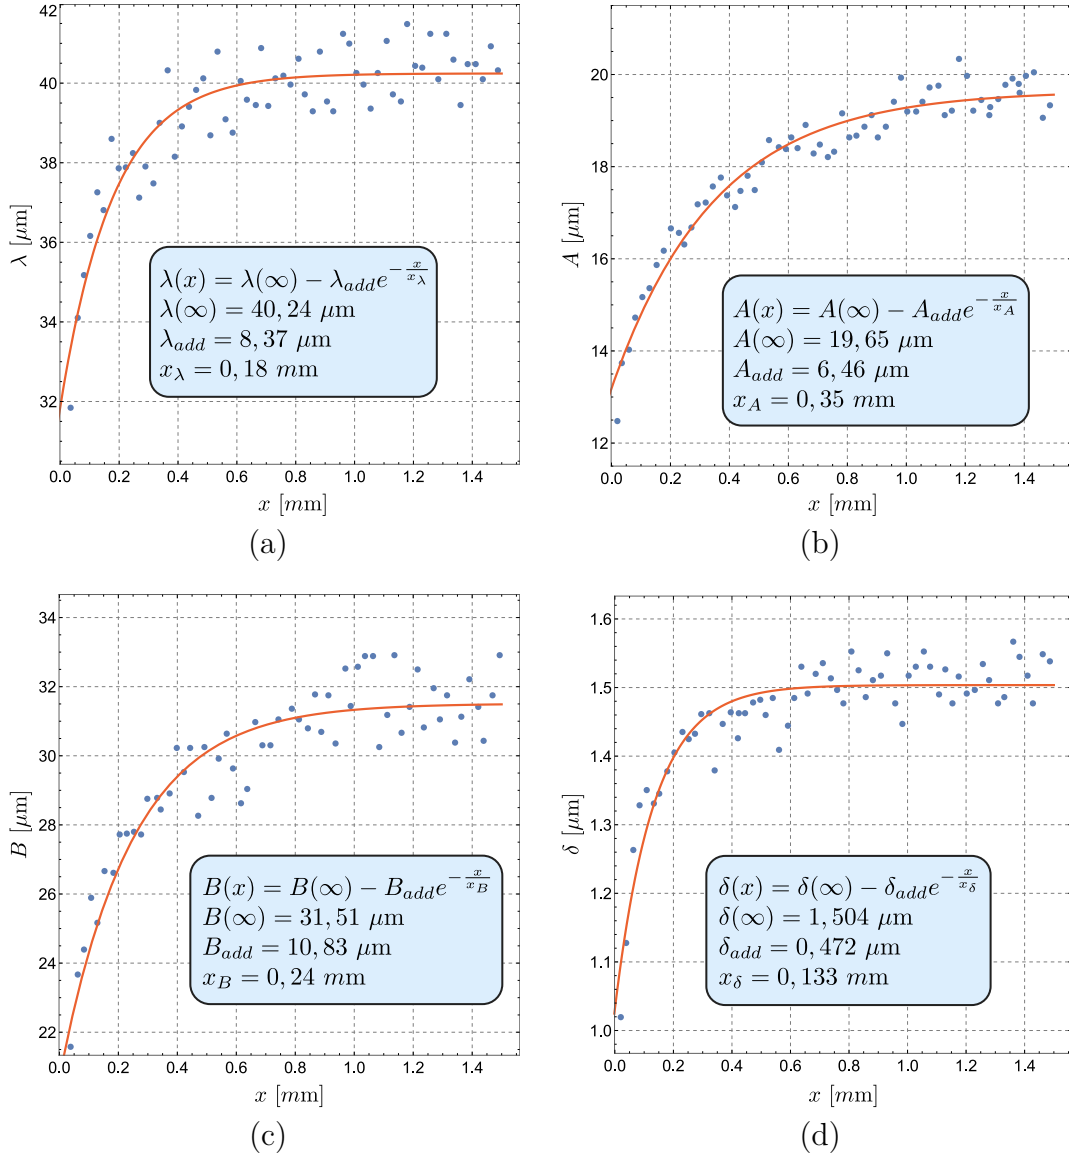 42
40
38
36
34
32
λ [μm]
λ(x) = λ(∞) − λ_add e^{−x/x_λ}
λ(∞) = 40, 24 μm
λ_add = 8, 37 μm
x_λ = 0, 18 mm
0.0 0.2 0.4 0.6 0.8 1.0 1.2 1.4
x [mm]
(a)
20
18
16
14
12
A [μm]
A(x) = A(∞) − A_add e^{−x/x_A}
A(∞) = 19, 65 μm
A_add = 6, 46 μm
x_A = 0, 35 mm
0.0 0.2 0.4 0.6 0.8 1.0 1.2 1.4
x [mm]
(b)
34
32
30
28
26
24
22
B [μm]
B(x) = B(∞) − B_add e^{−x/x_B}
B(∞) = 31, 51 μm
B_add = 10, 83 μm
x_B = 0, 24 mm
0.0 0.2 0.4 0.6 0.8 1.0 1.2 1.4
x [mm]
(c)
1.6
1.5
1.4
1.3
1.2
1.1
1.0
δ [μm]
δ(x) = δ(∞) − δ_add e^{−x/x_δ}
δ(∞) = 1, 504 μm
δ_add = 0, 472 μm
x_δ = 0, 133 mm
0.0 0.2 0.4 0.6 0.8 1.0 1.2 1.4
x [mm]
(d)